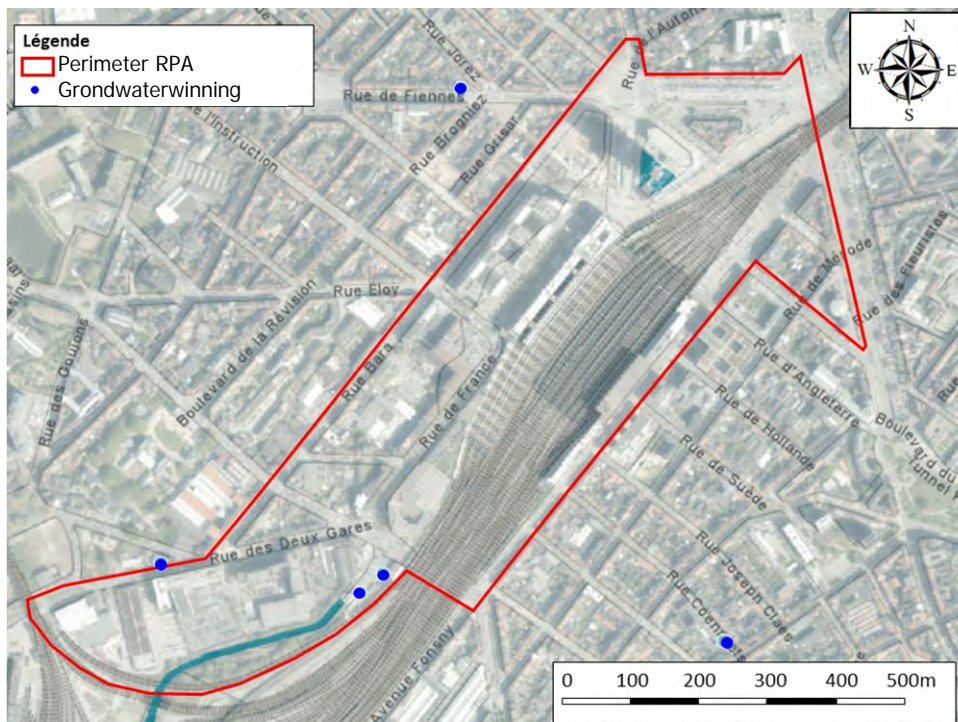 Légende
Perimeter RPA
Grondwaterwinning
N
W
E
S
Rue Jorez
Rue de l'Auton
Rue de Fiennes
l'Instruction
Rue Brogniez
Rue Grisar
Rue de Mérode
Rue des Fleuristes
Rue Eloy
Boulevard de la Révision
Rue des Goujons
Rue Bara
Rue de France
Rue d'Angleterre
Rue de Hollande
Boulevard du
Tunnel
Rue de Suède
Rue des Deux Gares
Rue Joseph Claes
Rue Coenraets
Avenue Fonsny
0 100 200 300 400 500m